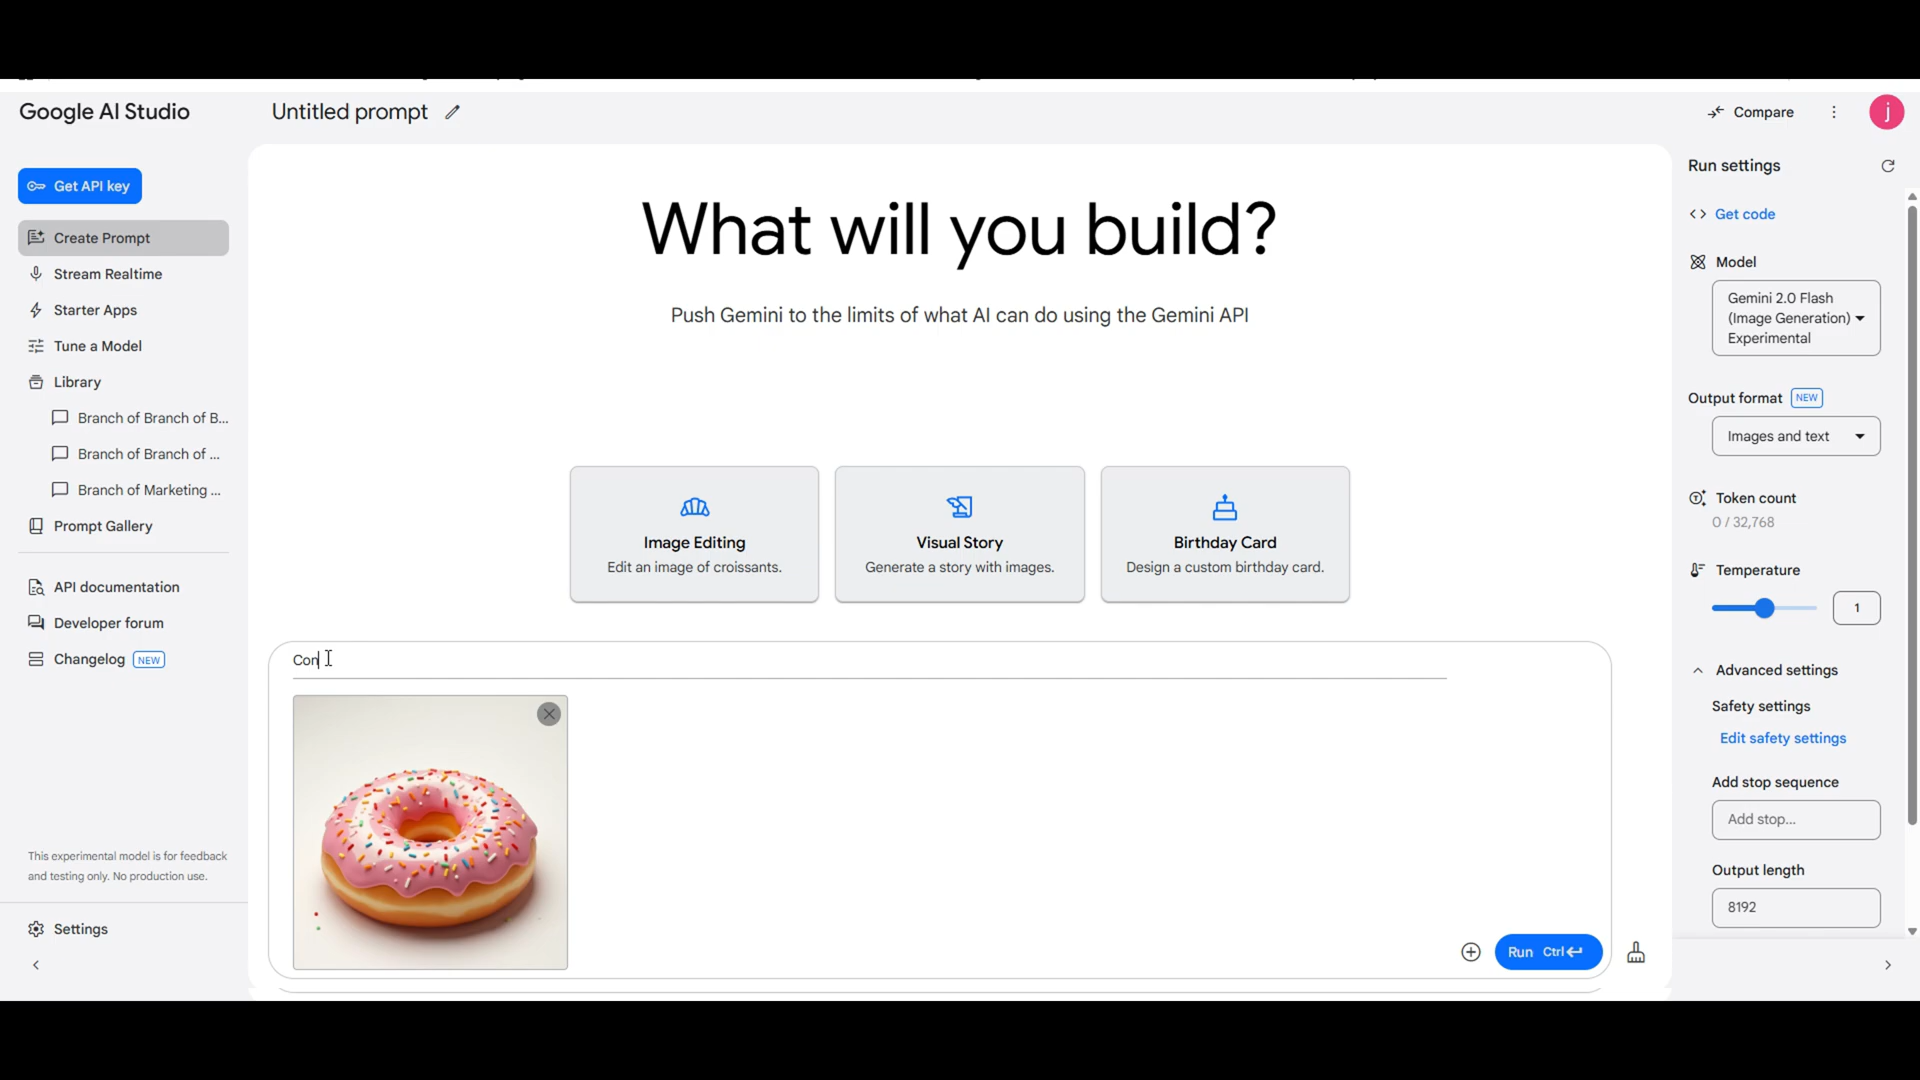 Google AI Studio
Untitled prompt
Compare
j
Get API key
Create Prompt
Stream Realtime
Starter Apps
Tune a Model
Library
Branch of Branch of B...
Branch of Branch of ...
Branch of Marketing ...
Prompt Gallery
API documentation
Developer forum
Changelog NEW
This experimental model is for feedback
and testing only. No production use.
Settings
What will you build?
Push Gemini to the limits of what AI can do using the Gemini API
Image Editing
Edit an image of croissants.
Visual Story
Generate a story with images.
Birthday Card
Design a custom birthday card.
Con
Run Ctrl
Run settings
Get code
Model
Gemini 2.0 Flash
(Image Generation)
Experimental
Output format NEW
Images and text
Token count
0 / 32,768
Temperature
1
Advanced settings
Safety settings
Edit safety settings
Add stop sequence
Add stop...
Output length
8192